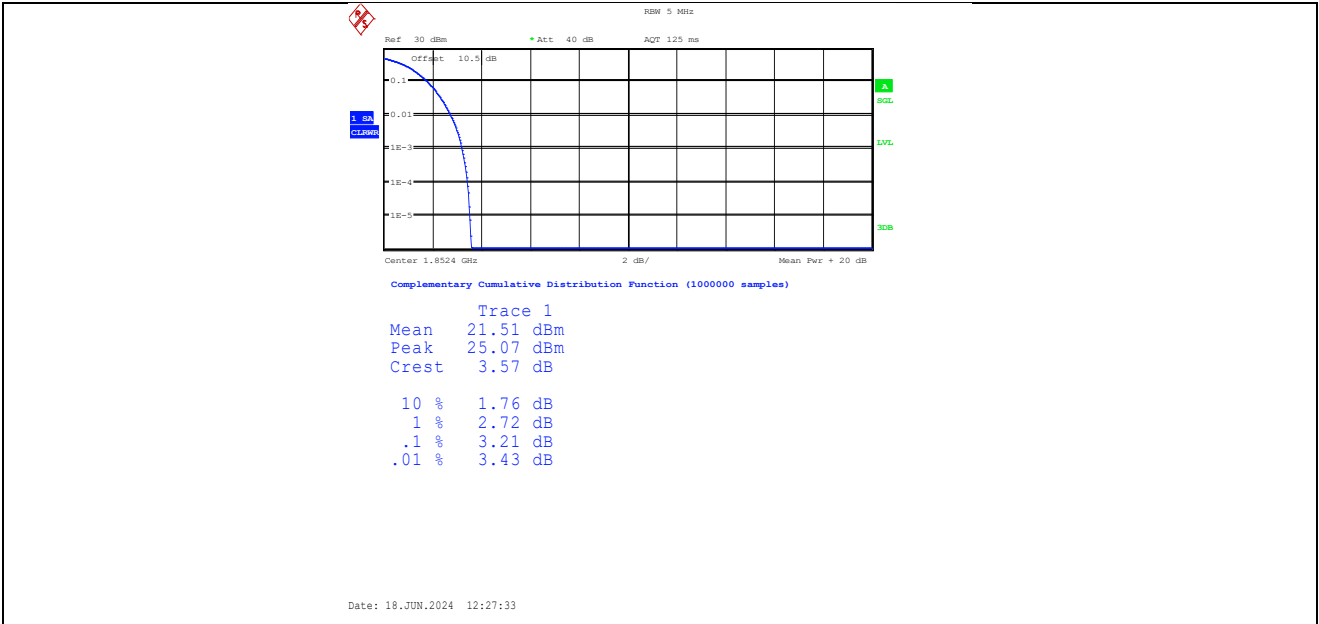 RBW 5 MHz
Ref 30 dBm * Att 40 dB AQT 125 ms
Offset 10.5 dB
0.1
A
SGL
0.01
1 SA
CLRWR
1E-3
LVL
1E-4
1E-5
3DB
Center 1.8524 GHz 2 dB/ Mean Pwr + 20 dB
Complementary Cumulative Distribution Function (1000000 samples)
Trace 1
Mean 21.51 dBm
Peak 25.07 dBm
Crest 3.57 dB
10 % 1.76 dB
1 % 2.72 dB
.1 % 3.21 dB
.01 % 3.43 dB
Date: 18.JUN.2024 12:27:33